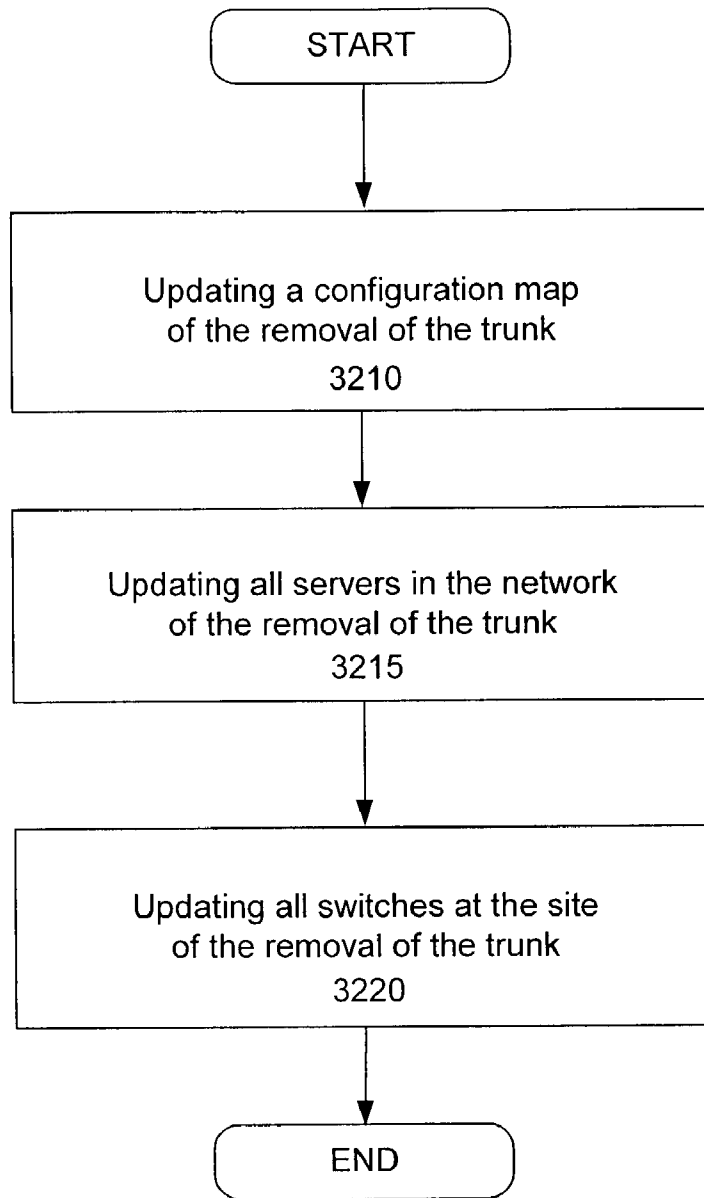 START
Updating a configuration map
of the removal of the trunk
3210
Updating all servers in the network
of the removal of the trunk
3215
Updating all switches at the site
of the removal of the trunk
3220
END